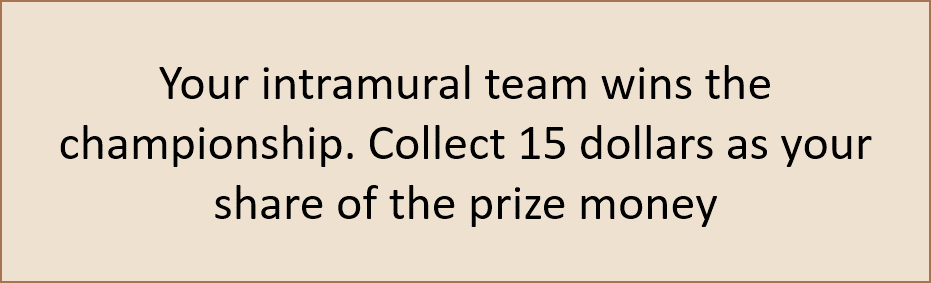 Your intramural team wins the
championship. Collect 15 dollars as your
share of the prize money